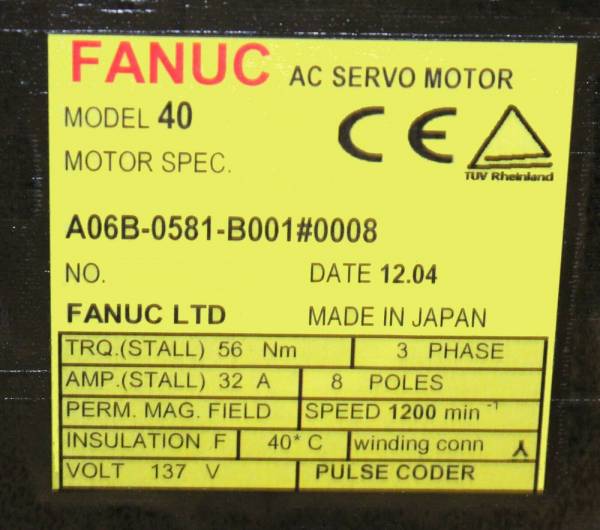 FANUC AC SERVO MOTOR
MODEL 40
MOTOR SPEC.
CE
TUV Rheinland
A06B-0581-B001#0008
NO. DATE 12.04
FANUC LTD MADE IN JAPAN
TRQ.(STALL) 56 Nm 3 PHASE
AMP.(STALL) 32 A 8 POLES
PERM. MAG. FIELD SPEED 1200 min⁻¹
INSULATION F 40° C winding conn
VOLT 137 V PULSE CODER